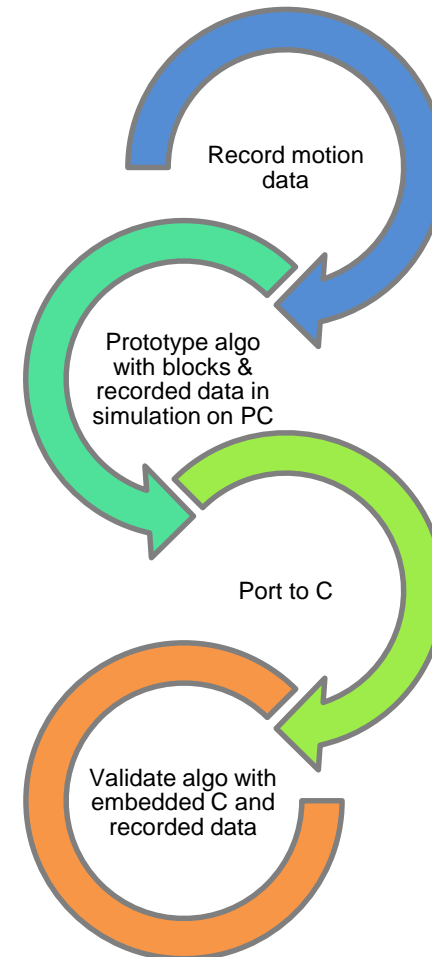 Record motion
data
Prototype algo
with blocks &
recorded data in
simulation on PC
Port to C
Validate algo with
embedded C and
recorded data